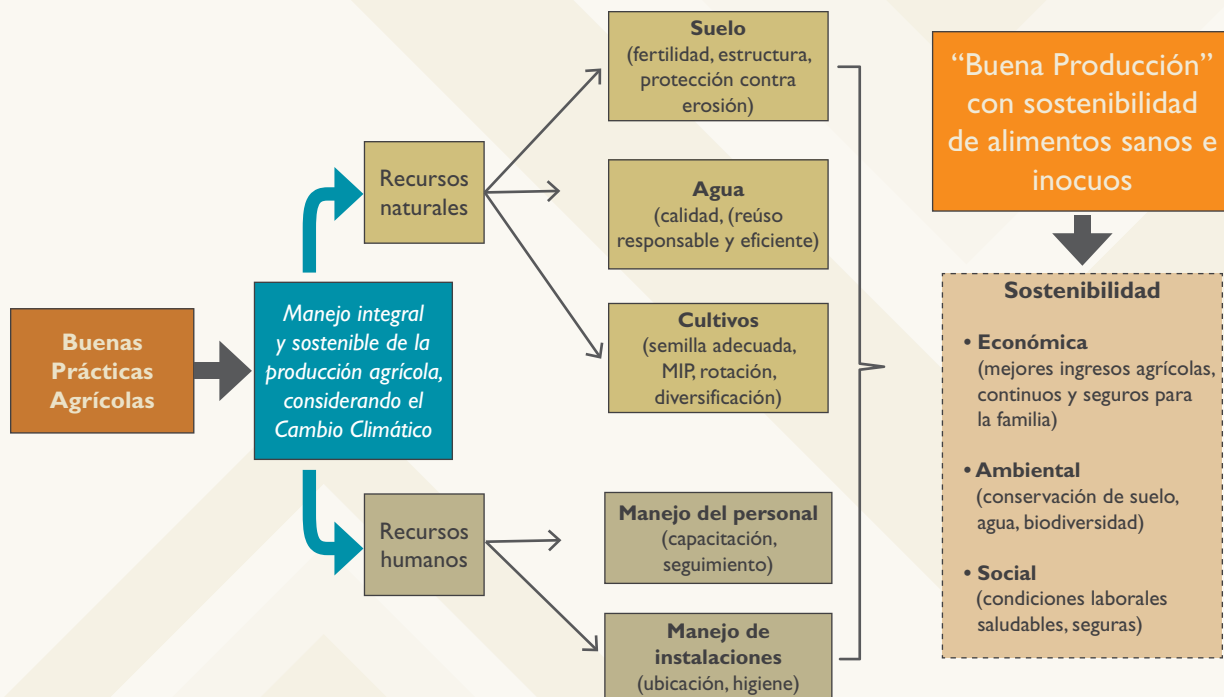 Buenas
Prácticas
Agrícolas
Manejo integral
y sostenible de la
producción agrícola,
considerando el
Cambio Climático
Recursos
naturales
Suelo
(fertilidad, estructura,
protección contra
erosión)
Agua
(calidad, (reúso
responsable y eficiente)
Cultivos
(semilla adecuada,
MIP, rotación,
diversificación)
Recursos
humanos
Manejo del personal
(capacitación,
seguimiento)
Manejo de
instalaciones
(ubicación, higiene)
“Buena Producción”
con sostenibilidad
de alimentos sanos e
inocuos
Sostenibilidad
• Económica
(mejores ingresos agrícolas,
continuos y seguros para
la familia)
• Ambiental
(conservación de suelo,
agua, biodiversidad)
• Social
(condiciones laborales
saludables, seguras)